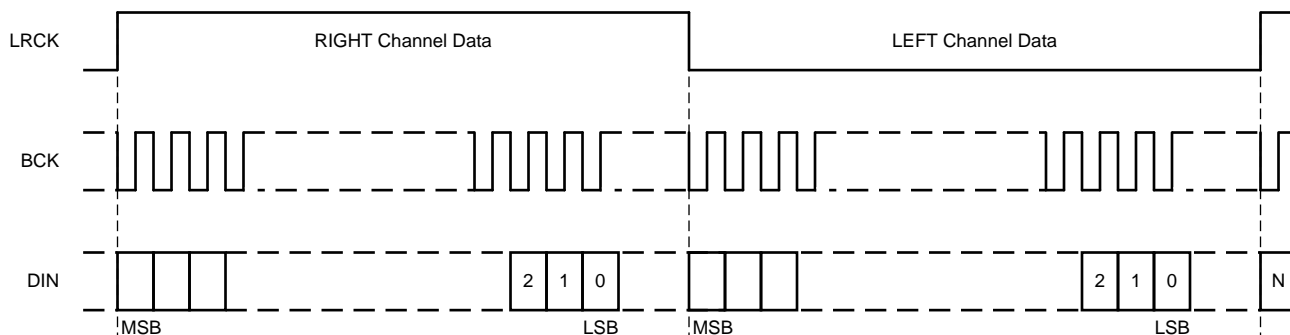 LRCK
RIGHT Channel Data
LEFT Channel Data
BCK
DIN
2 1 0
2 1 0
N
MSB
LSB
MSB
LSB